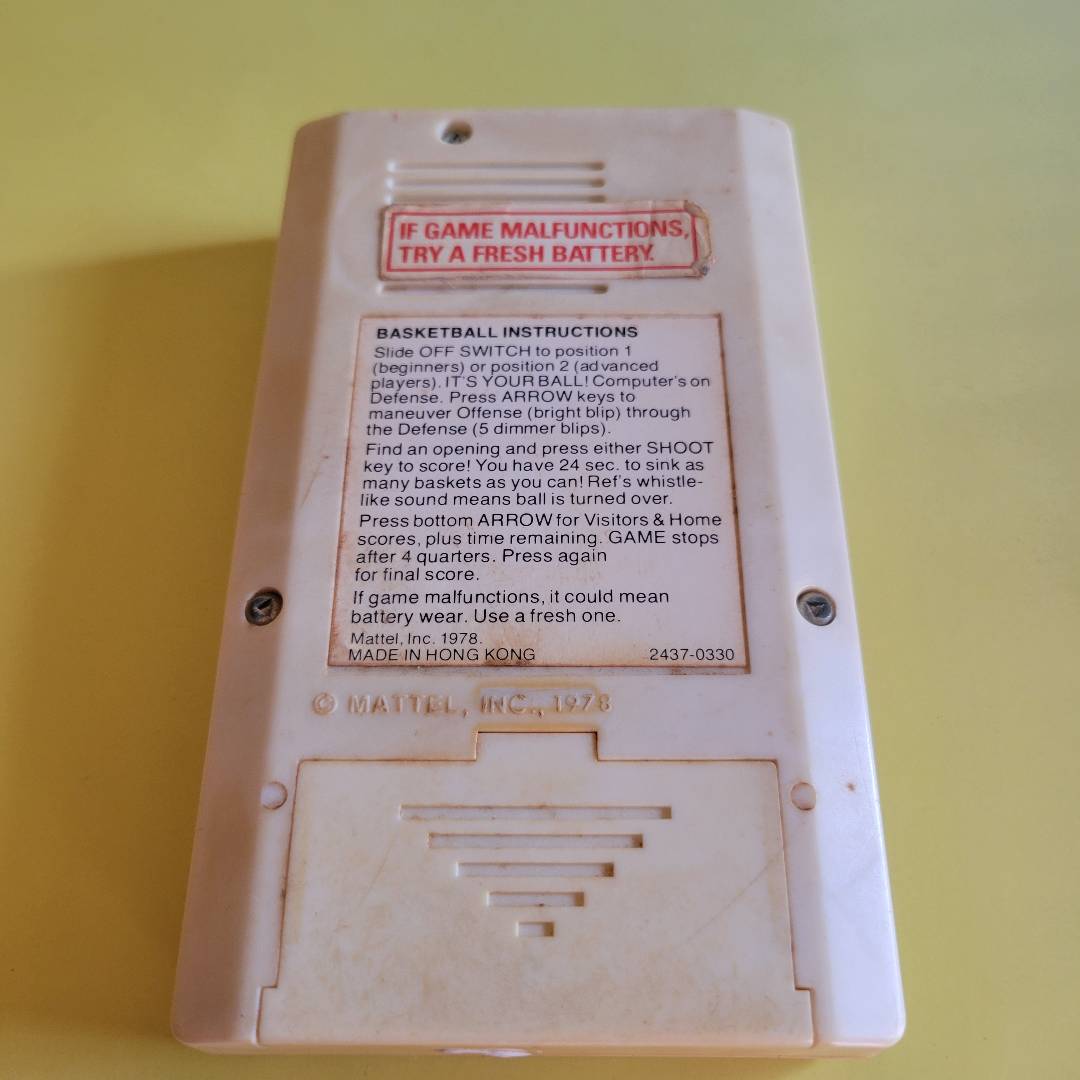 IF GAME MALFUNCTIONS,
TRY A FRESH BATTERY.
BASKETBALL INSTRUCTIONS
Slide OFF SWITCH to position 1
(beginners) or position 2 (advanced
players). IT'S YOUR BALL! Computer's on
Defense. Press ARROW keys to
maneuver Offense (bright blip) through
the Defense (5 dimmer blips).
Find an opening and press either SHOOT
key to score! You have 24 sec. to sink as
many baskets as you can! Ref's whistle-
like sound means ball is turned over.
Press bottom ARROW for Visitors & Home
scores, plus time remaining. GAME stops
after 4 quarters. Press again
for final score.
If game malfunctions, it could mean
battery wear. Use a fresh one.
Mattel, Inc. 1978.
MADE IN HONG KONG 2437-0330
© MATTEL, INC., 1978